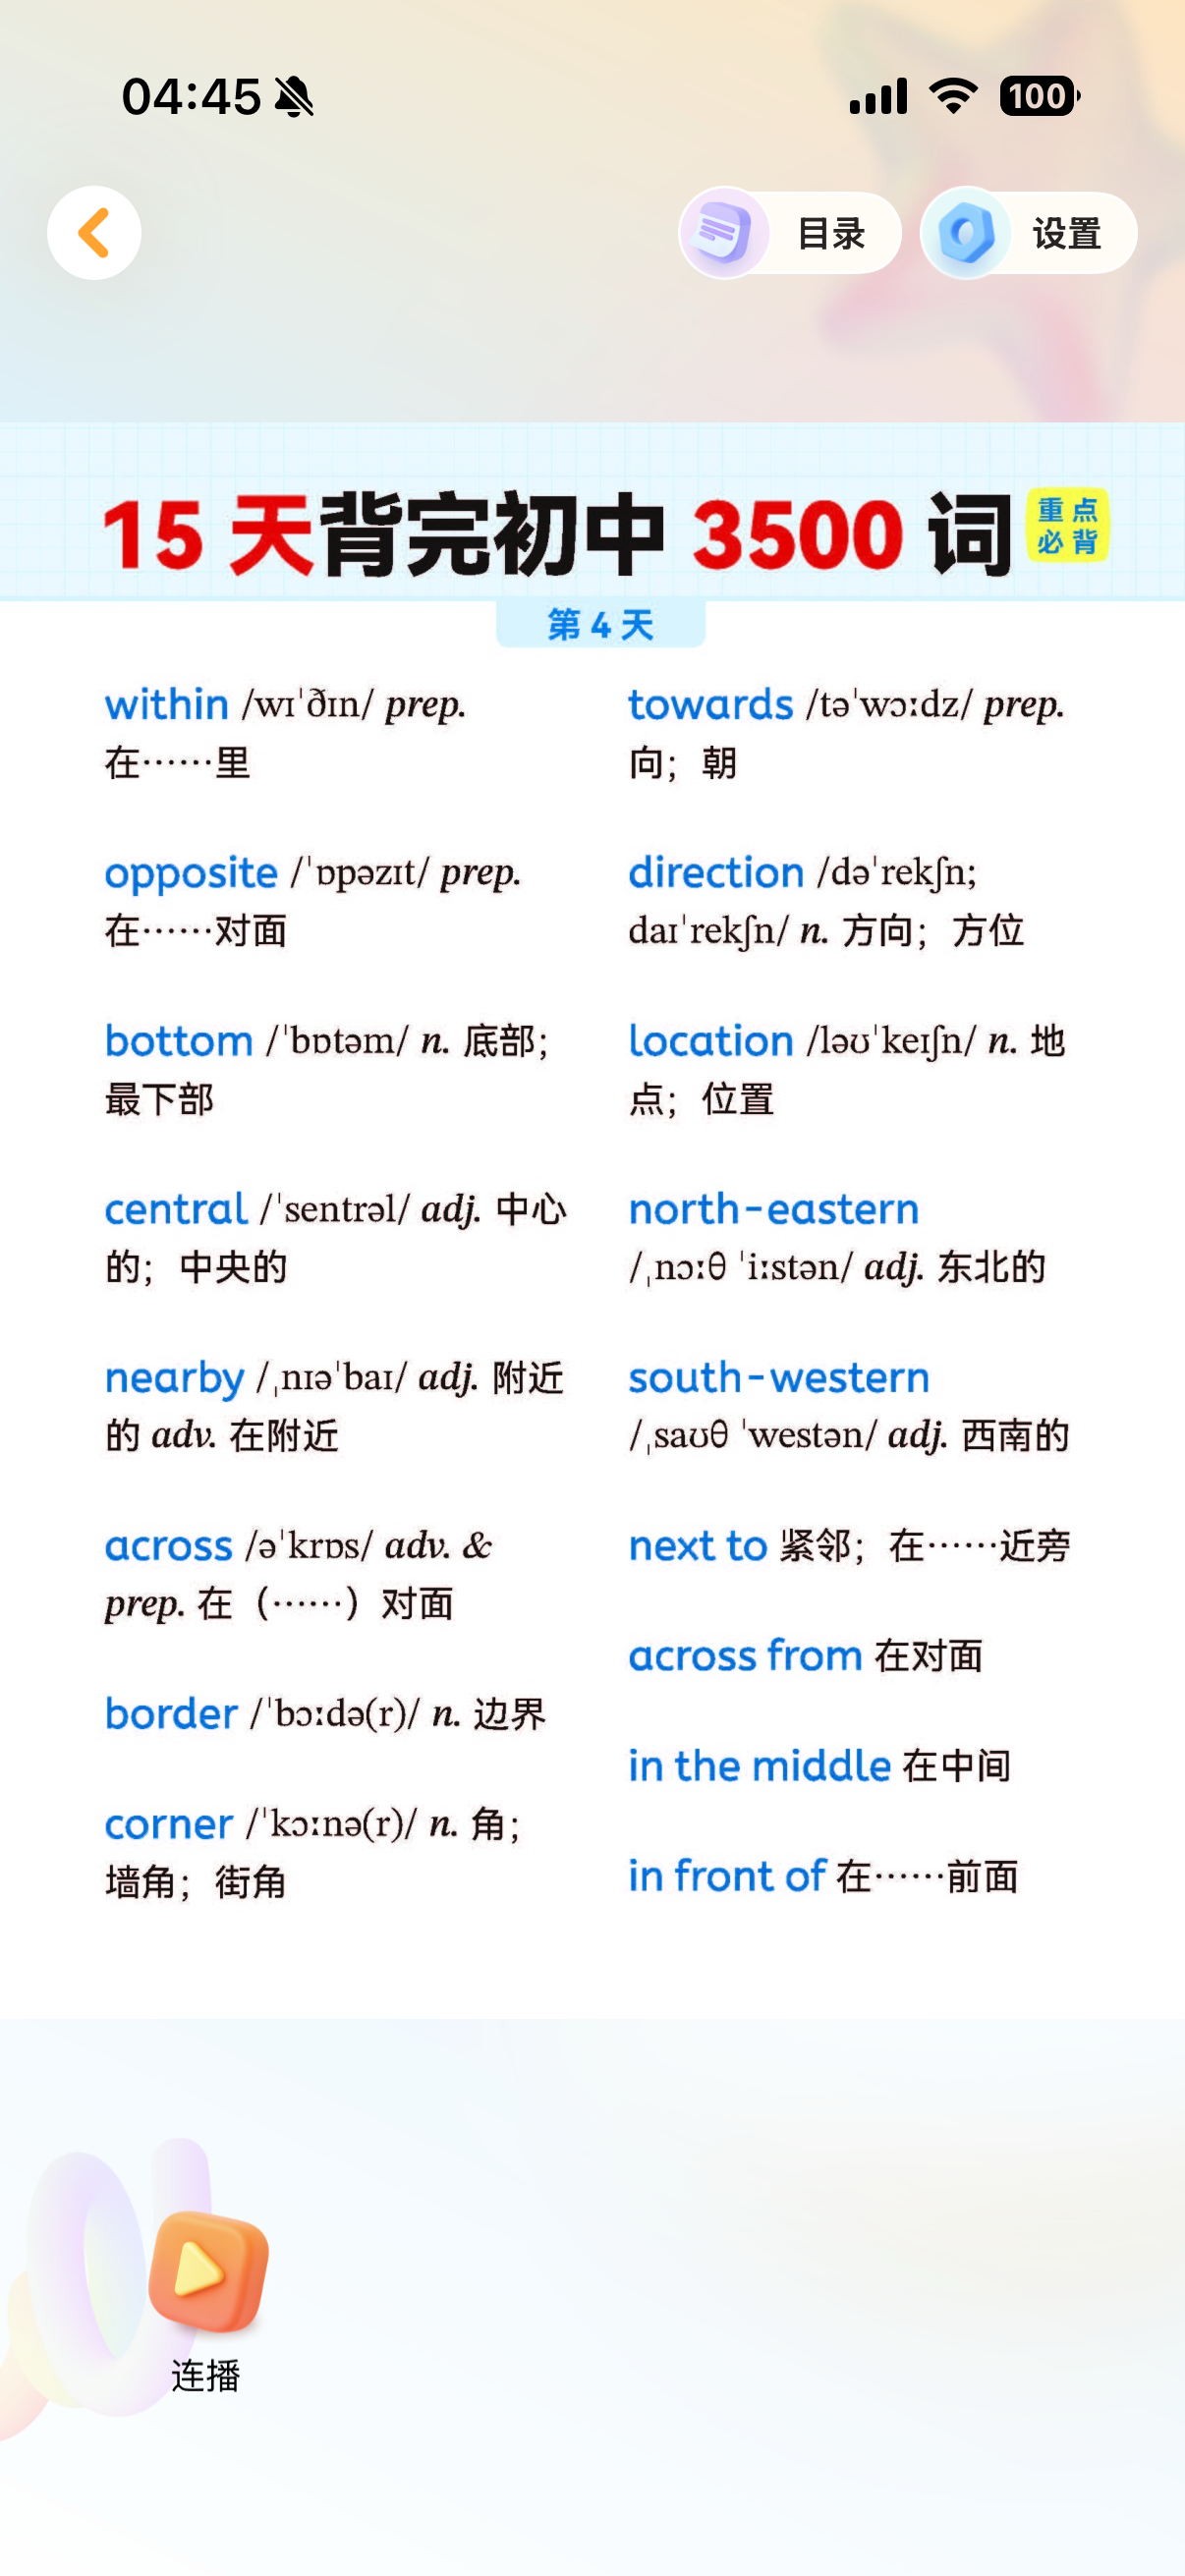 04:45
100
目录
设置
15 天背完初中 3500 词
重点
必背
第 4 天
within /wɪˈðɪn/ prep.
在……里
opposite /ˈɒpəzɪt/ prep.
在……对面
bottom /ˈbɒtəm/ n. 底部；
最下部
central /ˈsentrəl/ adj. 中心
的；中央的
nearby /ˌnɪəˈbaɪ/ adj. 附近
的 adv. 在附近
across /əˈkrɒs/ adv. &
prep. 在（……）对面
border /ˈbɔːdə(r)/ n. 边界
corner /ˈkɔːnə(r)/ n. 角；
墙角；街角
towards /təˈwɔːdz/ prep.
向；朝
direction /dəˈrekʃn;
daɪˈrekʃn/ n. 方向；方位
location /ləʊˈkeɪʃn/ n. 地
点；位置
north-eastern
/ˌnɔːθ ˈiːstən/ adj. 东北的
south-western
/ˌsaʊθ ˈwestən/ adj. 西南的
next to 紧邻；在……近旁
across from 在对面
in the middle 在中间
in front of 在……前面
连播